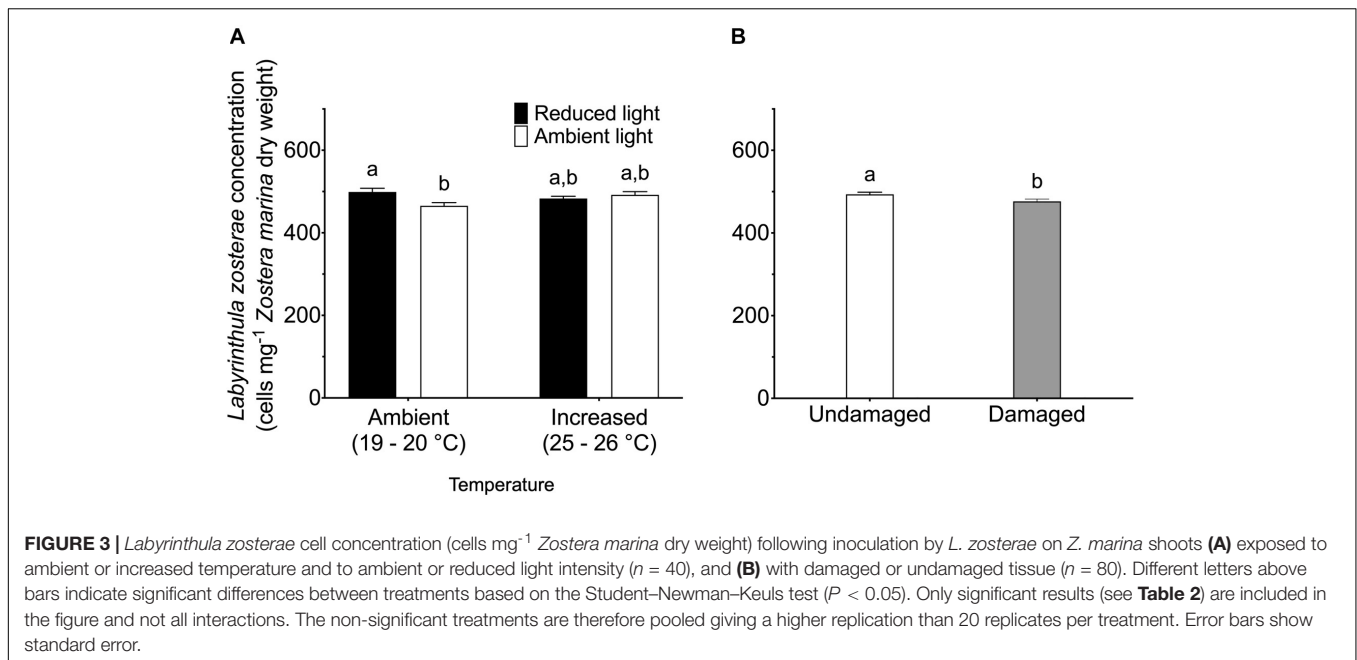 A
B
Labyrinthula zosterae concentration
(cells mg-1 Zostera marina dry weight)
Reduced light
Ambient light
600
400
200
0
a
b
a,b
a,b
Ambient
(19 - 20 °C)
Increased
(25 - 26 °C)
Temperature
600
400
200
0
a
b
Undamaged
Damaged
FIGURE 3 | Labyrinthula zosterae cell concentration (cells mg-1 Zostera marina dry weight) following inoculation by L. zosterae on Z. marina shoots (A) exposed to
ambient or increased temperature and to ambient or reduced light intensity (n = 40), and (B) with damaged or undamaged tissue (n = 80). Different letters above
bars indicate significant differences between treatments based on the Student–Newman–Keuls test (P < 0.05). Only significant results (see Table 2) are included in
the figure and not all interactions. The non-significant treatments are therefore pooled giving a higher replication than 20 replicates per treatment. Error bars show
standard error.